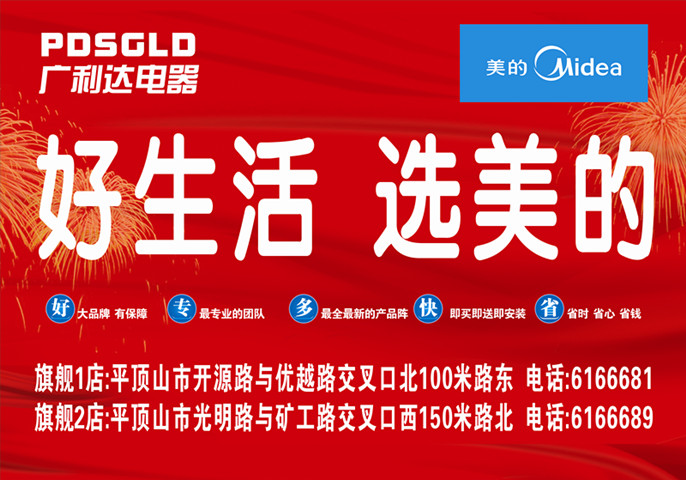 PDSGLD
广利达电器
美的 Midea
好生活 选美的
好 大品牌 有保障 专 最专业的团队 多 最全最新的产品阵 快 即买即送即安装 省 省时 省心 省钱
旗舰1店:平顶山市开源路与优越路交叉口北100米路东 电话:6166681
旗舰2店:平顶山市光明路与矿工路交叉口西150米路北 电话:6166689